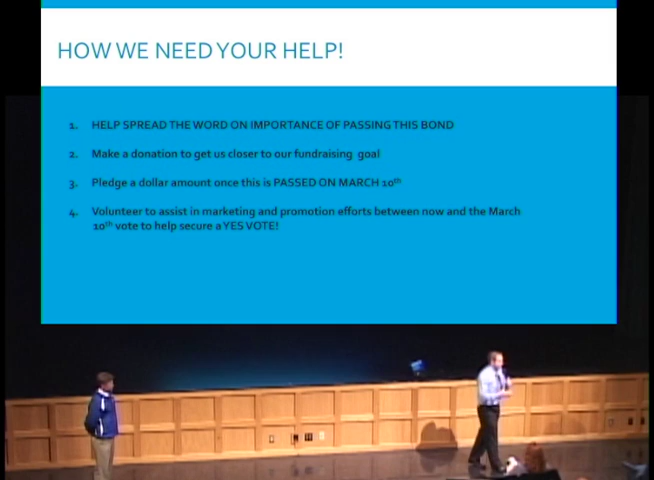 HOW WE NEED YOUR HELP!
1. HELP SPREAD THE WORD ON IMPORTANCE OF PASSING THIS BOND
2. Make a donation to get us closer to our fundraising goal
3. Pledge a dollar amount once this is PASSED ON MARCH 10th
4. Volunteer to assist in marketing and promotion efforts between now and the March
10th vote to help secure a YES VOTE!